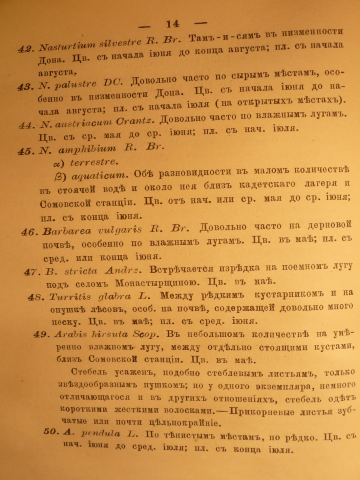 — 14 —
42. Nasturtium silvestre R. Br. Тамъ-и-сямъ въ низменности
Дона. Цв. съ начала іюня до конца августа; пл. съ начала
августа,
43. N. palustre DC. Довольно часто по сырымъ мѣстамъ, осо-
бенно въ низменности Дона. Цв. съ начала іюня до на-
чала августа; пл. съ начала іюля (на открытыхъ мѣстахъ).
44. N. austriacum Crantz. Довольно часто по влажнымъ лугамъ.
Цв. съ ср. мая до ср. іюня; пл. съ нач. іюля.
45. N. amphibium R. Br.
α) terrestre.
β) aquaticum. Обѣ разновидности въ маломъ количествѣ
въ стоячей водѣ и около нея близъ кадетскаго лагеря и
Сомовской станціи. Цв. отъ нач. или ср. мая до ср. іюня;
пл. съ конца іюня.
46. Barbarea vulgaris R. Br. Довольно часто на дерновой
почвѣ, особенно по влажнымъ лугамъ. Цв. въ маѣ; пл. съ
сред. или конца іюня.
47. B. stricta Andrz. Встрѣчается изрѣдка на поемномъ лугу
подъ селомъ Монастырщиною. Цв. въ маѣ.
48. Turritis glabra L. Между рѣдкимъ кустарникомъ и на
опушкѣ лѣсовъ, особ. на почвѣ, содержащей довольно много
песку. Цв. въ маѣ; пл. съ сред. іюня.
49. Arabis hirsuta Scop. Въ небольшомъ количествѣ на умѣ-
ренно влажномъ лугу, между отдѣльно стоящими кустами,
близъ Сомовской станціи. Цв. въ маѣ.
Стебель усаженъ, подобно стеблевымъ листьямъ, только
звѣздообразнымъ пушкомъ; но у одного экземпляра, немного
отличающагося и въ другихъ отношеніяхъ, стебель одѣтъ
короткими жесткими волосками.—Прикорневые листья зуб-
чатые или почти цѣльнокрайніе.
50. A. pendula L. По тѣнистымъ мѣстамъ, но рѣдко. Цв. съ
нач. іюня до сред. іюля; пл. съ конца іюля.